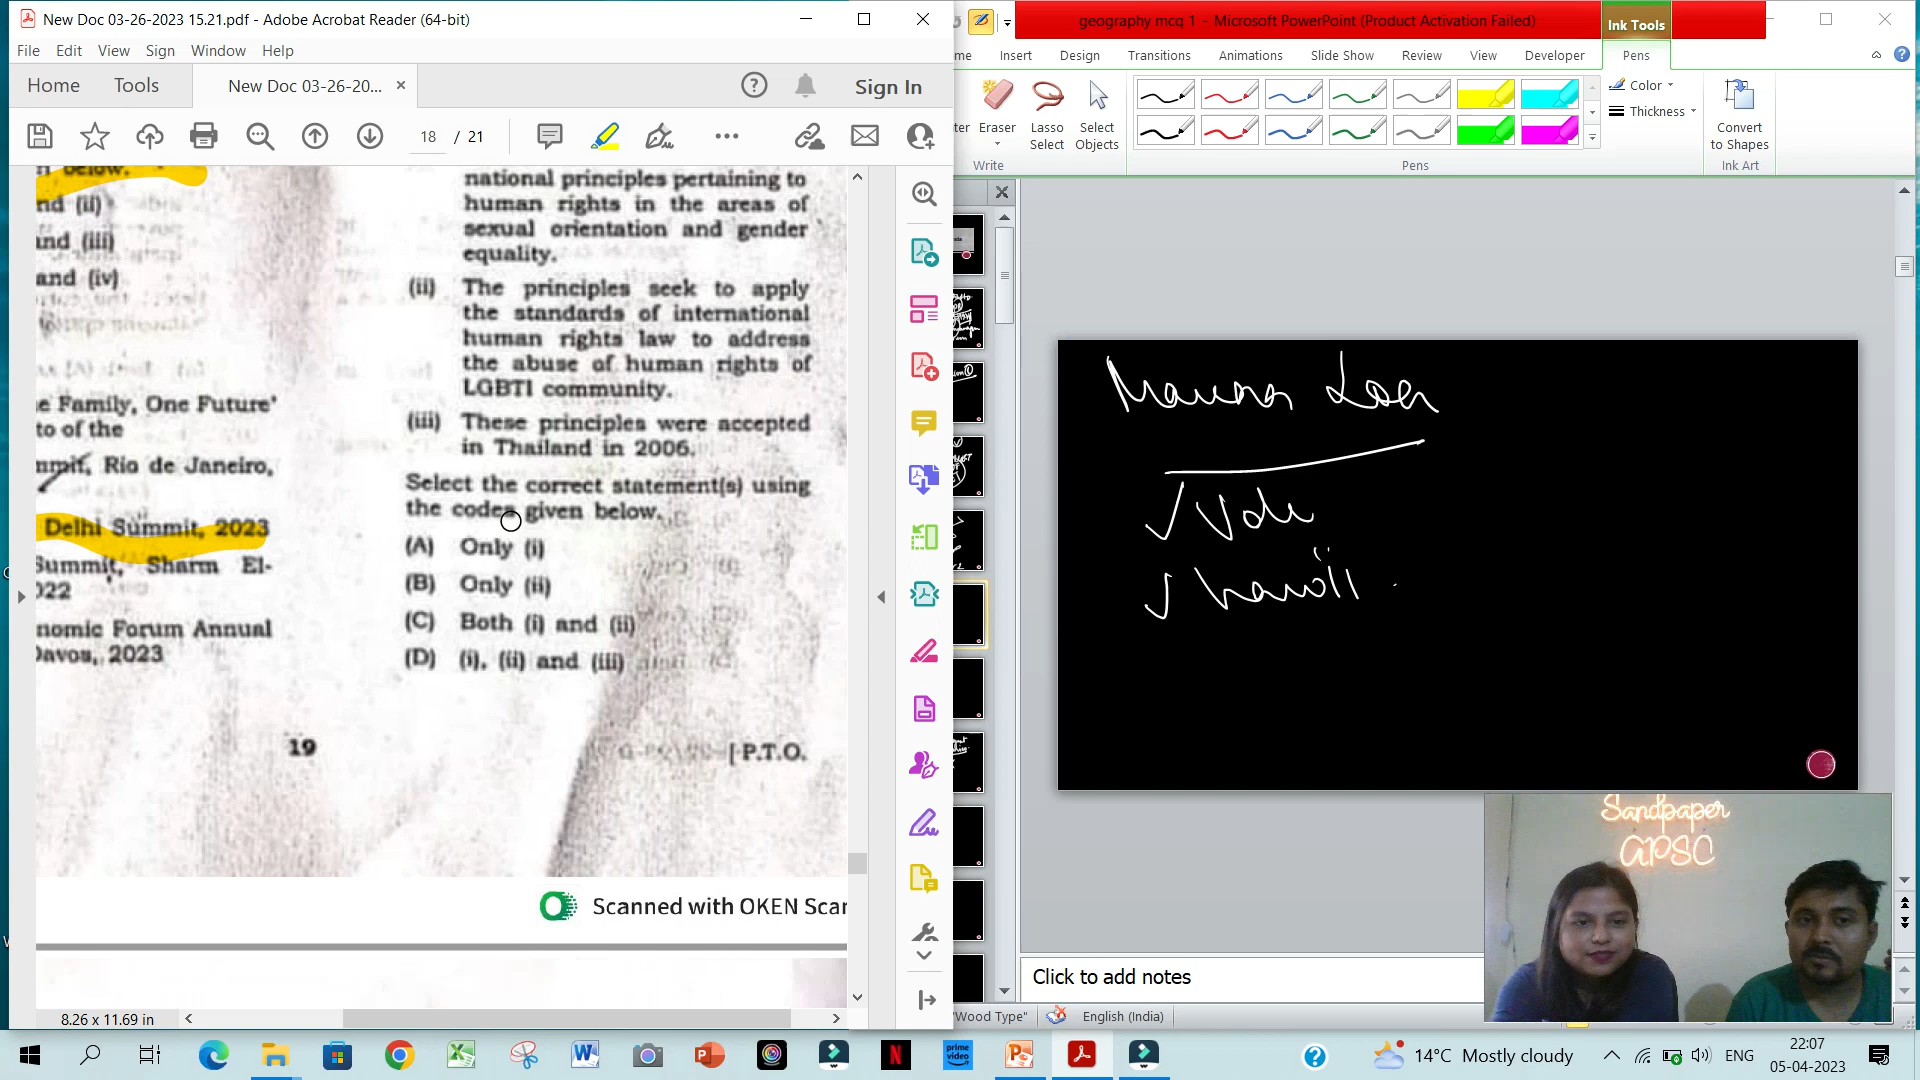 New Doc 03-26-2023 15.21.pdf - Adobe Acrobat Reader (64-bit)
File Edit View Sign Window Help
Home Tools
New Doc 03-26-20... ×
Sign In
18 / 21
below.
nd (ii)
and (iii)
and (iv)
e Family, One Future'
to of the
mmit, Rio de Janeiro,
Delhi Summit, 2023
Summit, Sharm El-
022
nomic Forum Annual
Davos, 2023
national principles pertaining to
human rights in the areas of
sexual orientation and gender
equality.
(ii) The principles seek to apply
the standards of international
human rights law to address
the abuse of human rights of
LGBTI community.
(iii) These principles were accepted
in Thailand in 2006.
Select the correct statement(s) using
the codes given below.
(A) Only (i)
(B) Only (ii)
(C) Both (i) and (ii)
(D) (i), (ii) and (iii)
19
[ P.T.O.
Scanned with OKEN Scar
8.26 x 11.69 in
geography mcq 1 - Microsoft PowerPoint (Product Activation Failed)
Ink Tools
me Insert Design Transitions Animations Slide Show Review View Developer Pens
ter Eraser Lasso Select Select Objects
Write
Pens
Color
Thickness
Convert to Shapes
Ink Art
Click to add notes
"Wood Type" English (India)
Sandpaper
APSC
14°C Mostly cloudy
ENG
22:07
05-04-2023